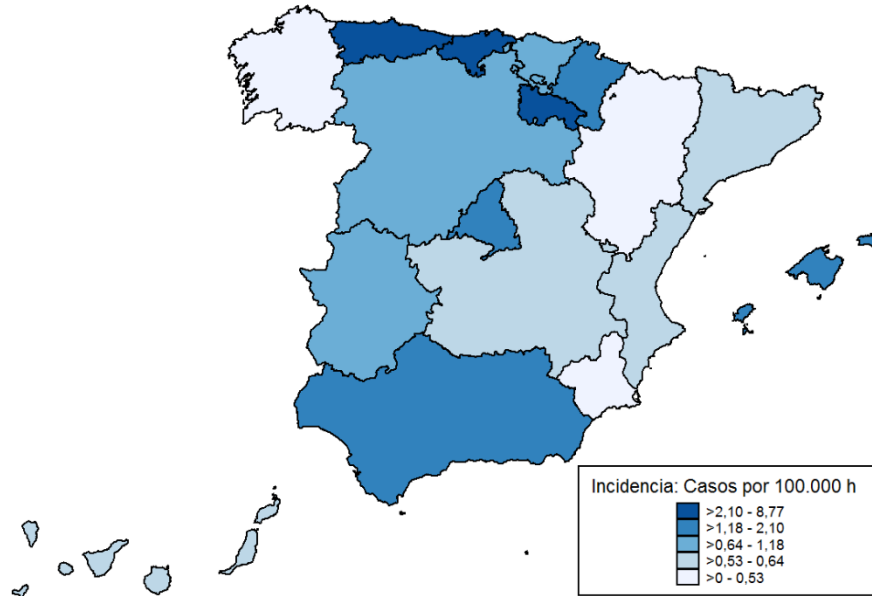 Incidencia: Casos por 100.000 h
>2,10 - 8,77
>1,18 - 2,10
>0,64 - 1,18
>0,53 - 0,64
>0 - 0,53